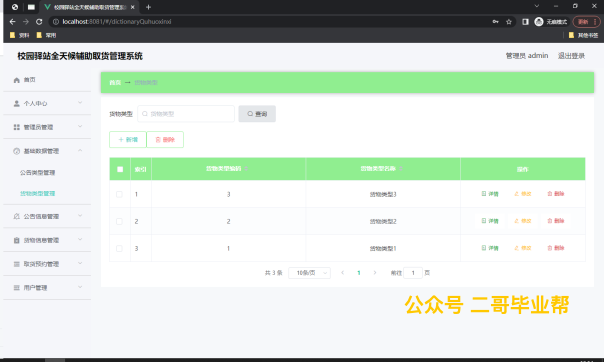 校园驿站全天候辅助取货管理系统
localhost:8081/#/dictionaryQuhuoxinxi
无痕模式
更新
资料
常用
其他书签
校园驿站全天候辅助取货管理系统
管理员 admin
退出登录
首页
个人中心
管理员管理
基础数据管理
公告类型管理
货物类型管理
公告信息管理
货物信息管理
取货预约管理
用户管理
首页 → 货物类型
货物类型 货物类型 查询
新增 删除
索引 货物类型编码 货物类型名称 操作
1 3 货物类型3 详情 修改 删除
2 2 货物类型2 详情 修改 删除
3 1 货物类型1 详情 修改 删除
共 3 条 10条/页 < 1 > 前往 1 页
公众号 二哥毕业帮